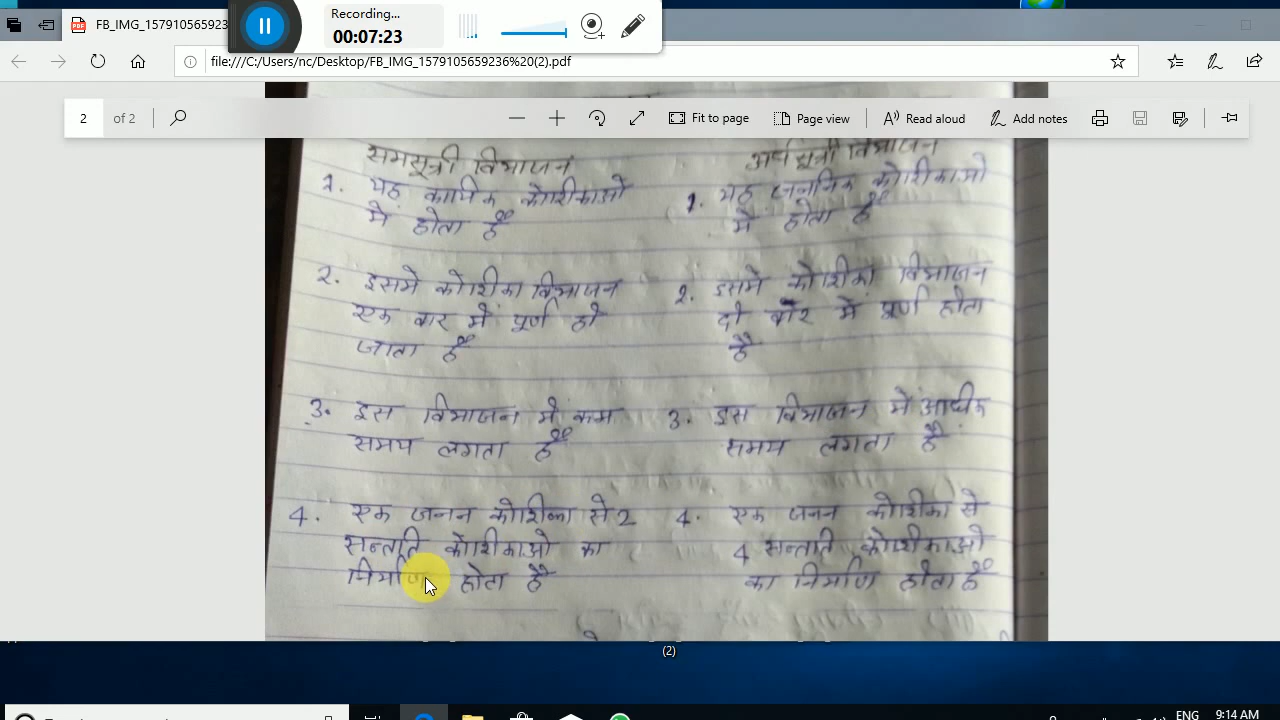 Recording...
00:07:23
FB_IMG_157910565923
file:///C:/Users/nc/Desktop/FB_IMG_1579105659236%20(2).pdf
2 of 2
Fit to page
Page view
Read aloud
Add notes
समसूत्री विभाजन
1. यह कायिक कोशिकाओ
मे होता हैं
2. इसमे कोशिका विभाजन
एक बार में पूर्ण हो
जाता हैं
3. इस विभाजन में कम
समय लगता हैं
4. एक जनन कोशिका से 2
सन्तति कोशिकाओ का
निर्माण होता है
अर्धसूत्री विभाजन
1. यह जननिक कोशिकाओ
मे होता हैं
2. इसमे कोशिका विभाजन
दो बार में पूर्ण होता
है
3. इस विभाजन में अधिक
समय लगता है
4. एक जनन कोशिका से
4 सन्तति कोशिकाओ
का निर्माण होता हैं
(2)
ENG
9:14 AM